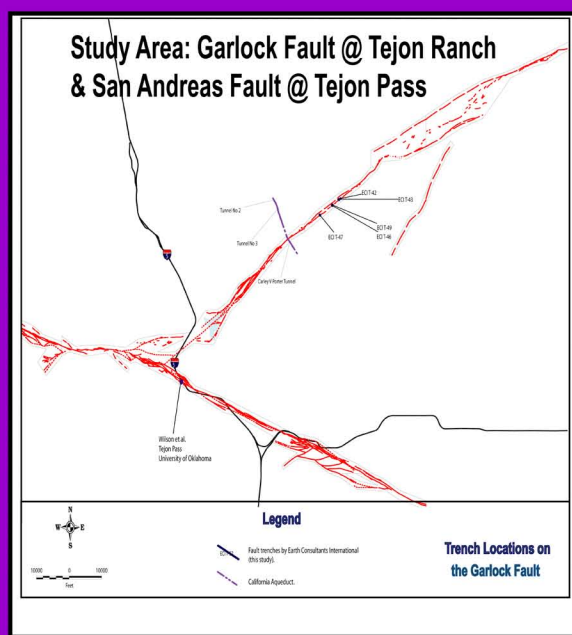 Study Area: Garlock Fault @ Tejon Ranch
& San Andreas Fault @ Tejon Pass
Tunnel No 2
Tunnel No 3
Carley V Porter Tunnel
ECI T-42
ECI T-43
ECI T-49
ECI T-46
ECI T-47
Wilson et al.
Tejon Pass
University of Oklahoma
N
W E
S
10000 0 10000
Feet
Legend
Fault trenches by Earth Consultants International
(this study).
California Aqueduct.
Trench Locations on
the Garlock Fault